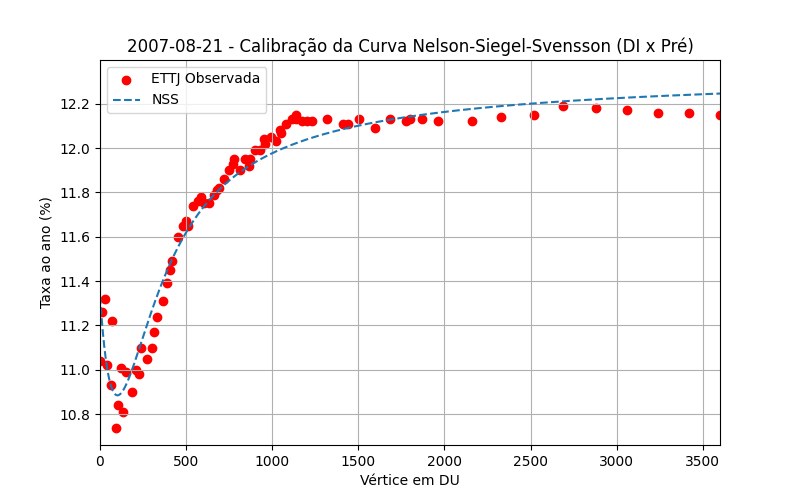 2007-08-21 - Calibração da Curva Nelson-Siegel-Svensson (DI x Pré)
ETTJ Observada
NSS
Taxa ao ano (%)
12.2
12.0
11.8
11.6
11.4
11.2
11.0
10.8
0 500 1000 1500 2000 2500 3000 3500
Vértice em DU